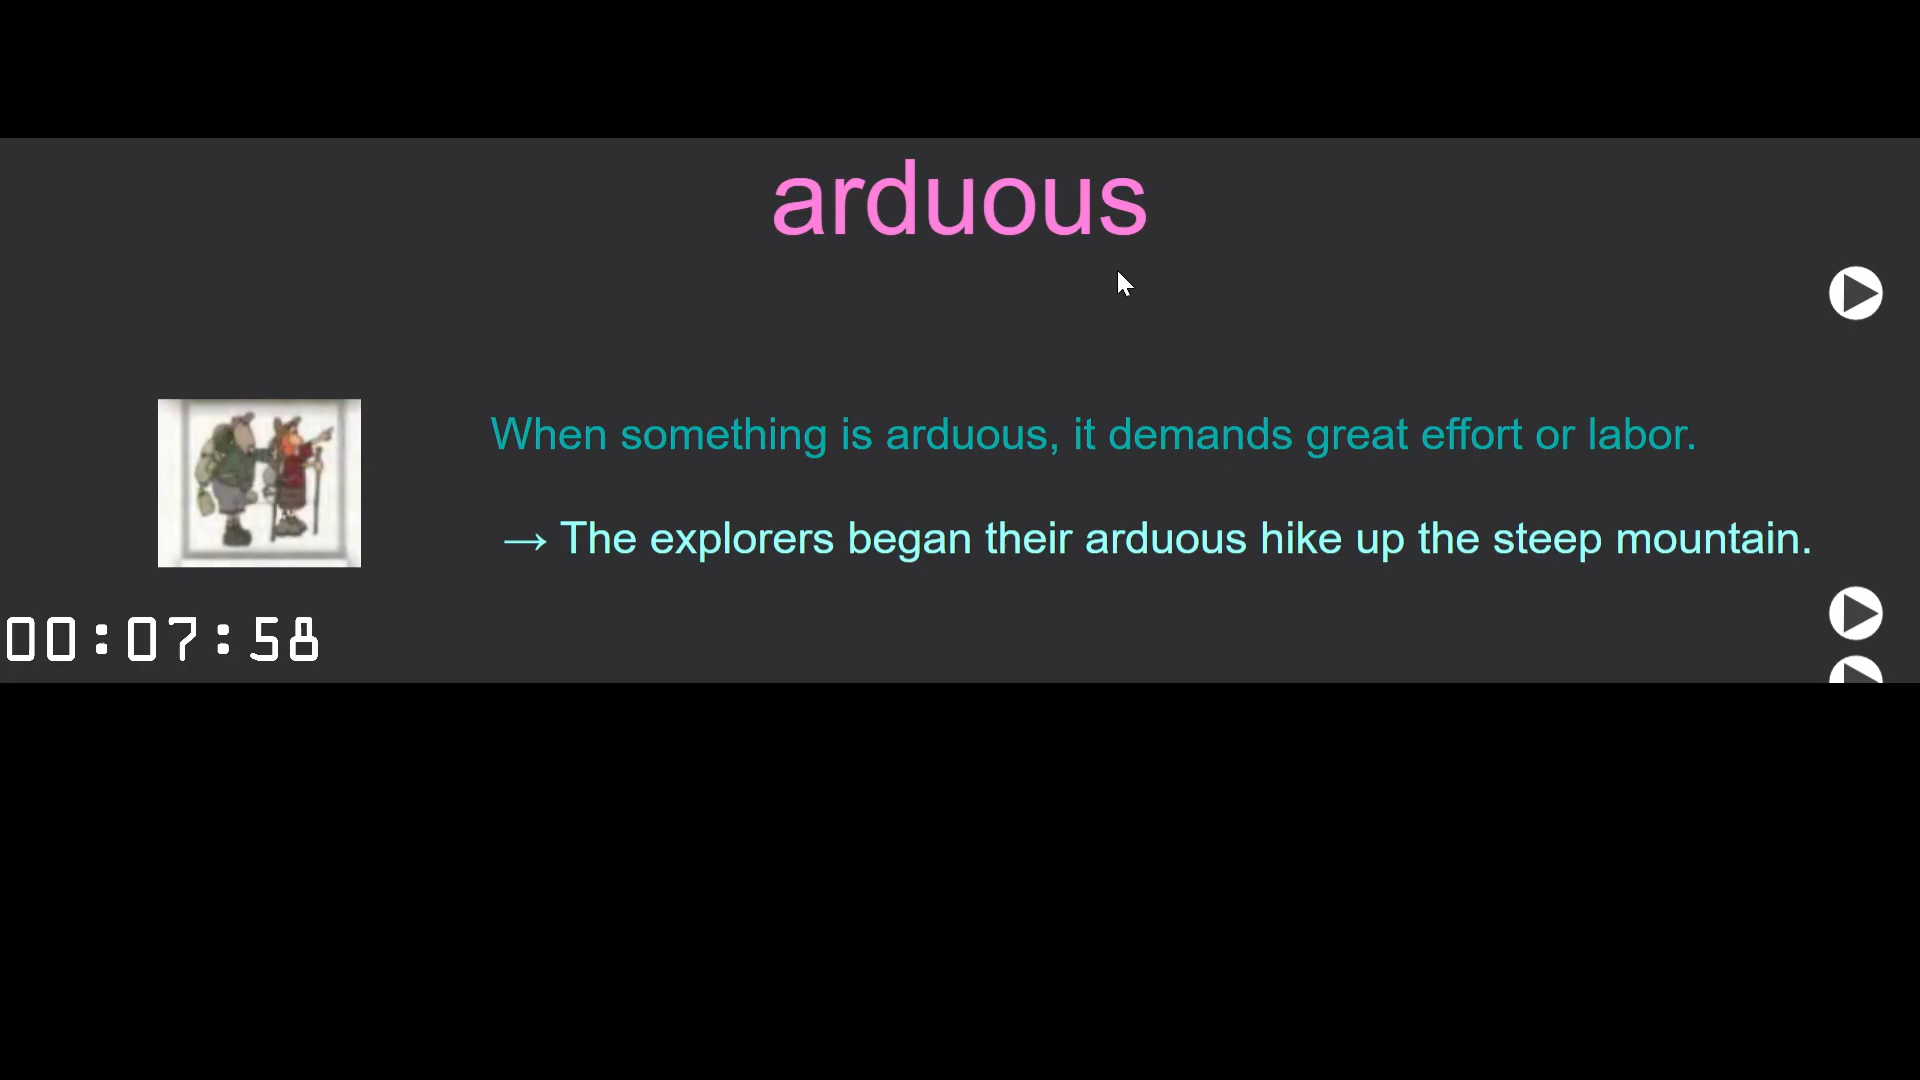 arduous
When something is arduous, it demands great effort or labor.
→ The explorers began their arduous hike up the steep mountain.
00:07:58